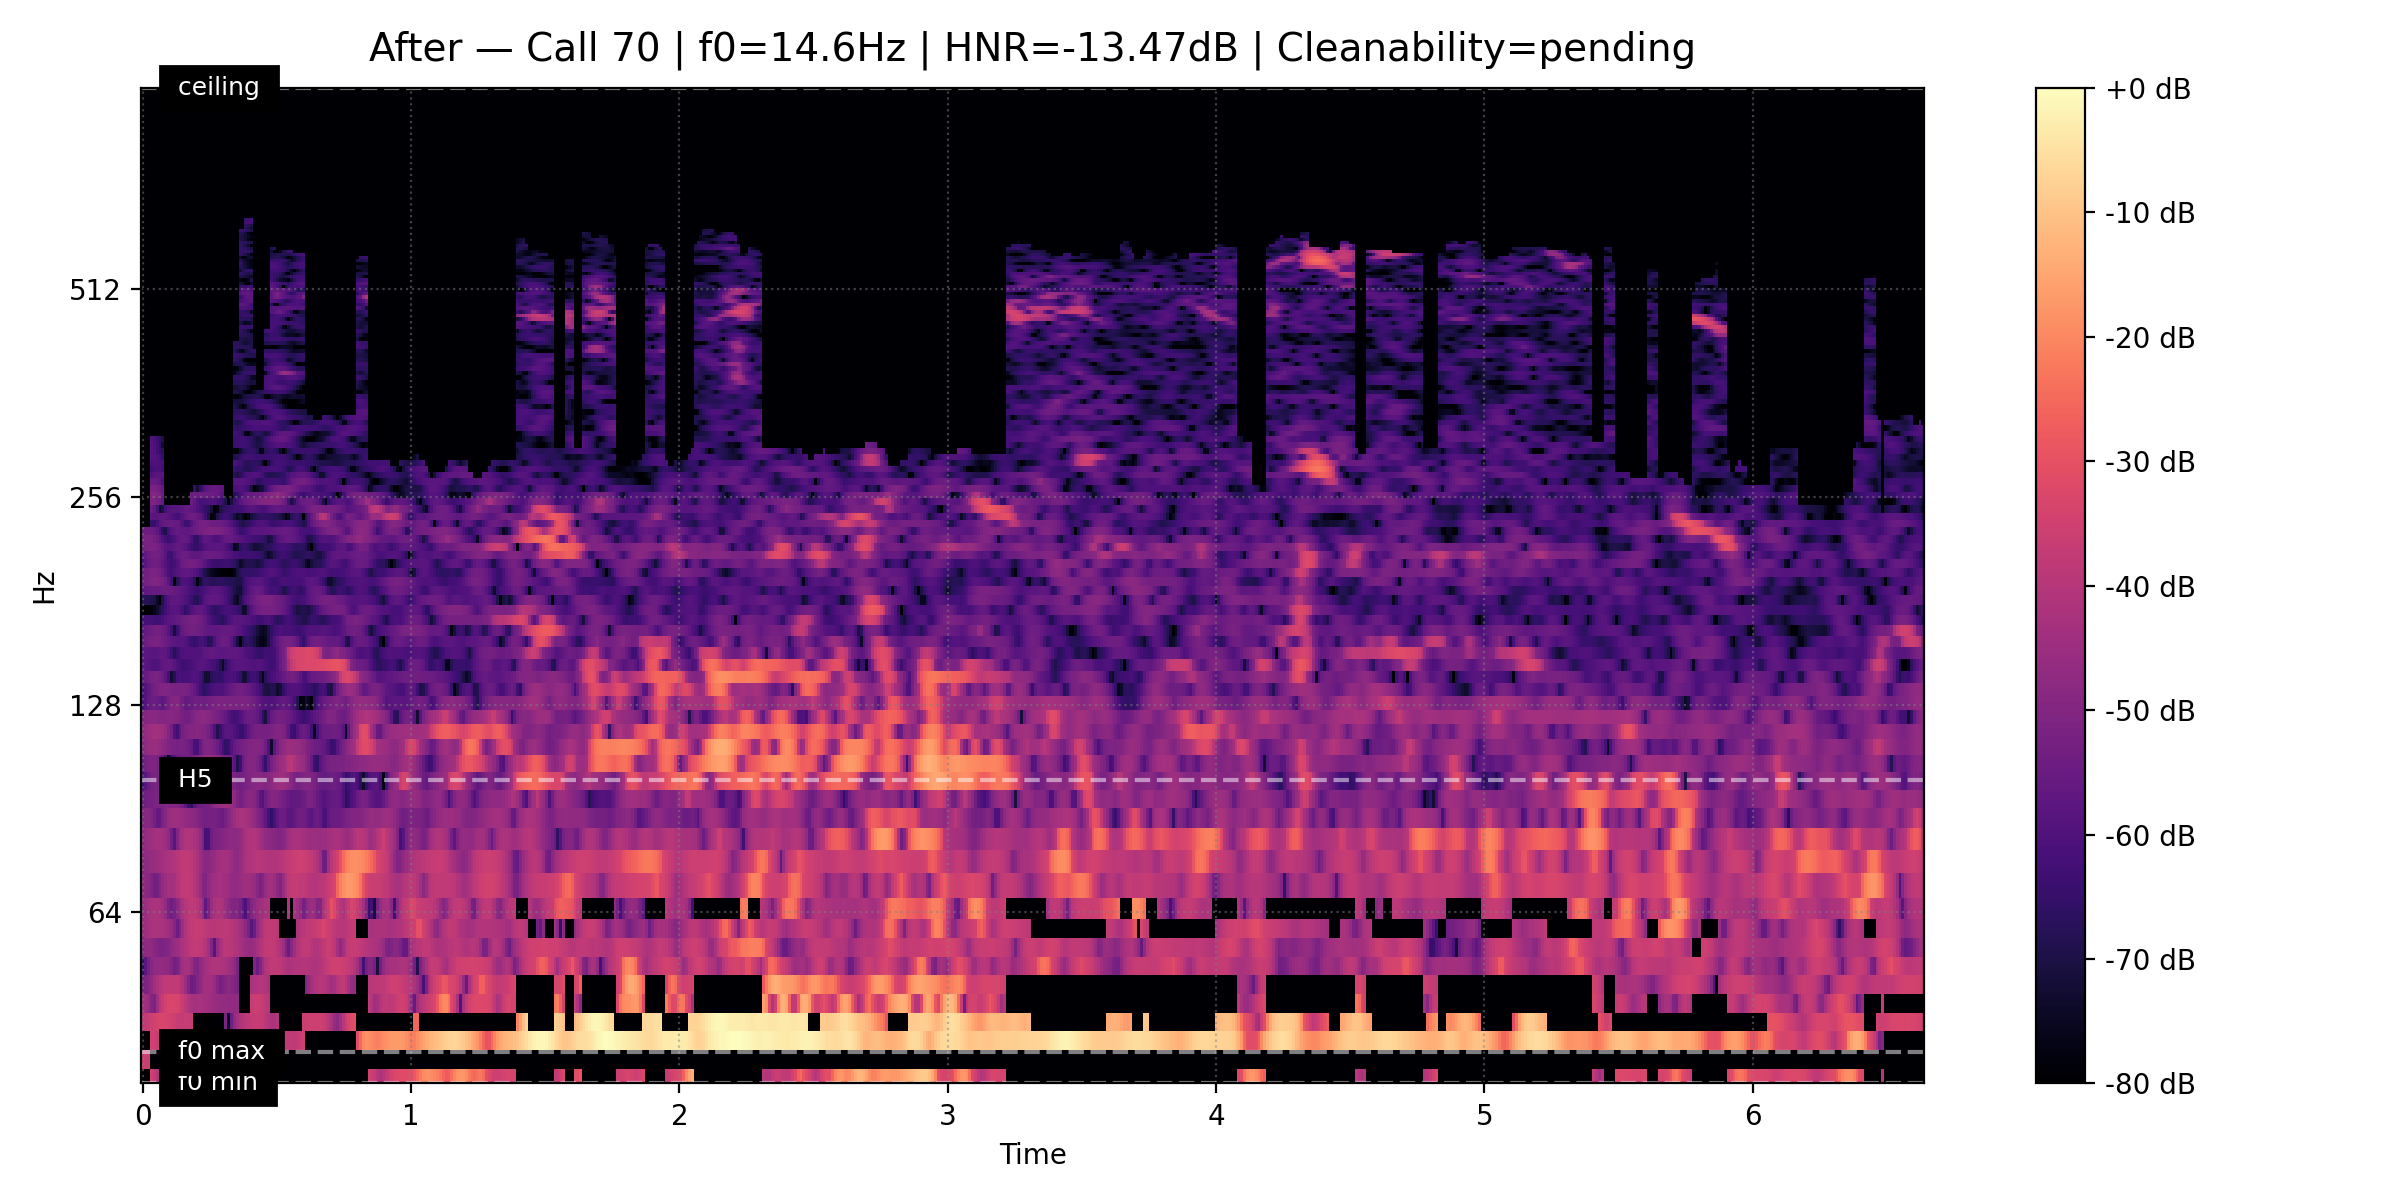 After — Call 70 | f0=14.6Hz | HNR=-13.47dB | Cleanability=pending
ceiling
512
256
128
H5
64
f0 max
f0 min
Hz
0 1 2 3 4 5 6
Time
+0 dB
-10 dB
-20 dB
-30 dB
-40 dB
-50 dB
-60 dB
-70 dB
-80 dB